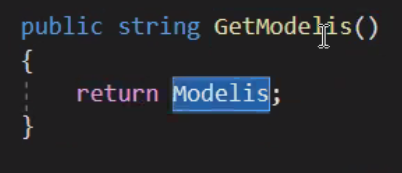 public string GetModelis()
{
return Modelis;
}